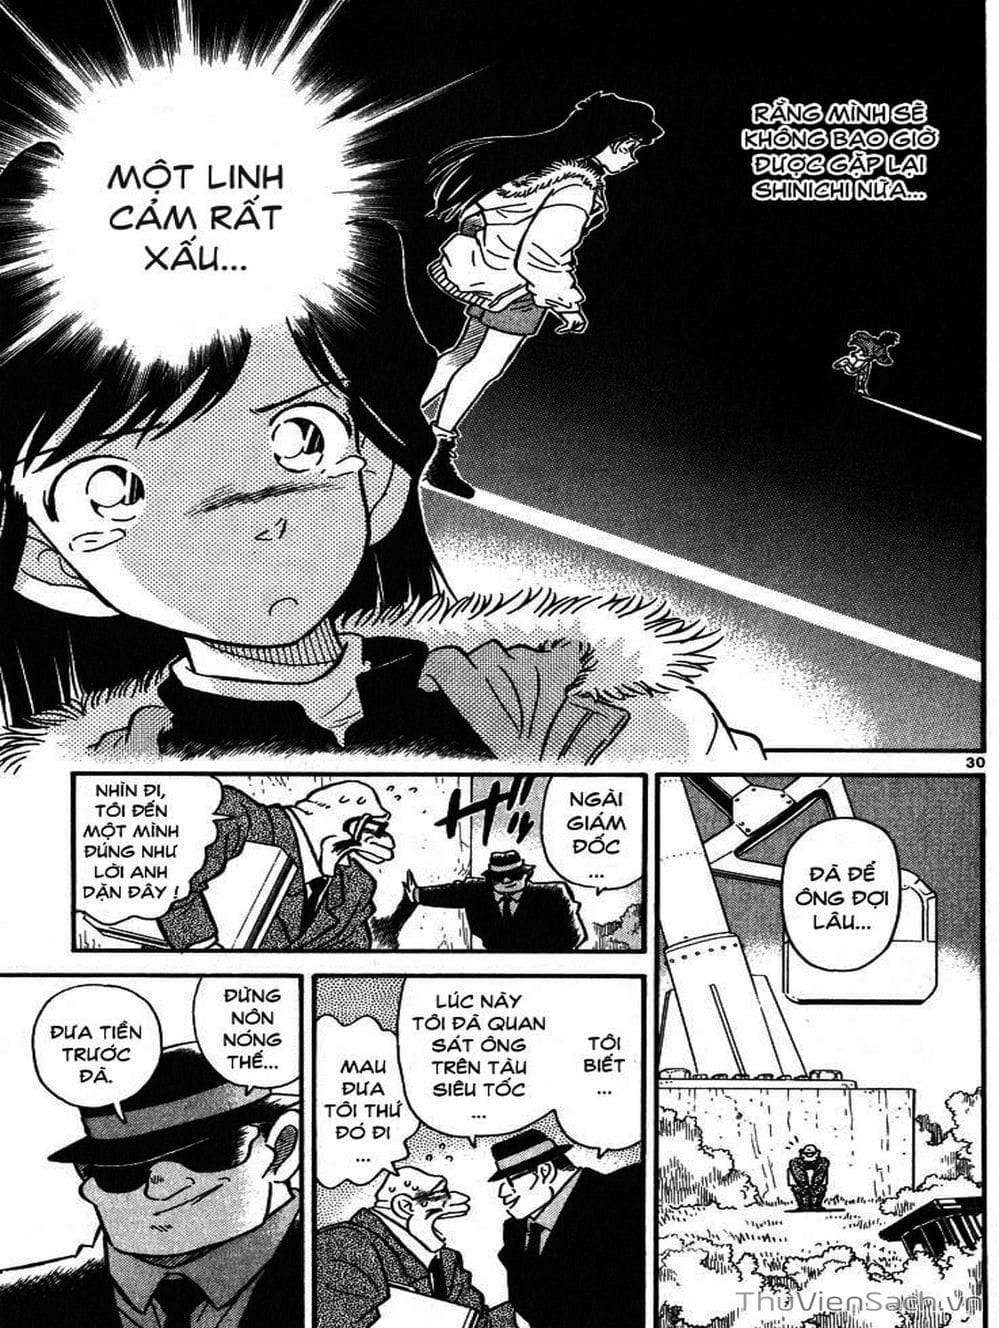 RẰNG MÌNH SẼ
KHÔNG BAO GIỜ
ĐƯỢC GẶP LẠI
SHINICHI NỮA...
MỘT LINH
CẢM RẤT
XẤU...
30
ĐÃ ĐỂ
ÔNG ĐỢI
LÂU...
NGÀI
GIÁM
ĐỐC
...
NHÌN ĐI,
TÔI ĐẾN
MỘT MÌNH
ĐÚNG NHƯ
LỜI ANH
DẶN ĐÂY!
TÔI
BIẾT
...
LÚC NÀY
TÔI ĐÃ QUAN
SÁT ÔNG
TRÊN TÀU
SIÊU TỐC
...
MAU
ĐƯA
TÔI THỨ
ĐÓ ĐI
...
ĐỪNG
NÔN
NÓNG
THẾ...
ĐƯA TIỀN
TRƯỚC
ĐÃ.
ThuVienSach.vn